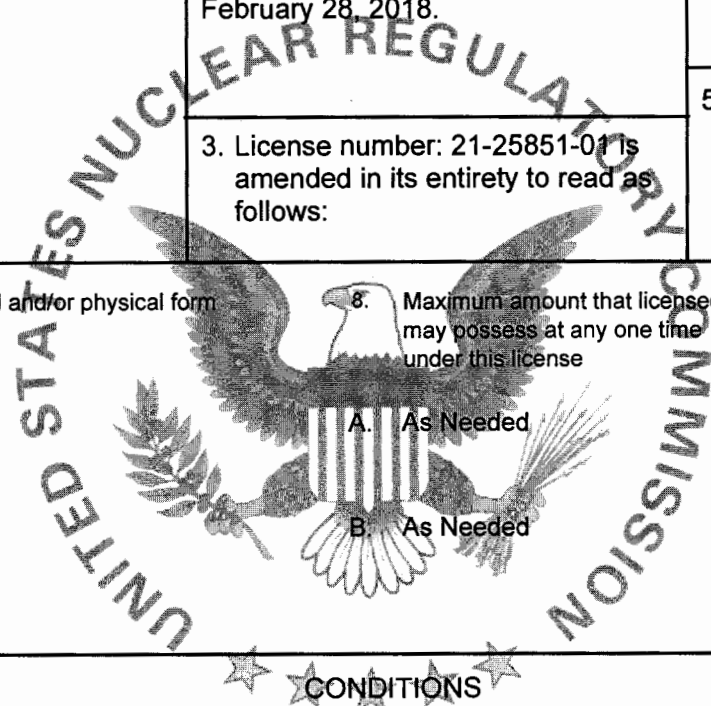 February 28, 2018.
5
3. License number: 21-25851-01 is
amended in its entirety to read as
follows:
and/or physical form
8. Maximum amount that licensee
may possess at any one time
under this license
A. As Needed
B. As Needed
CONDITIONS
UNITED STATES NUCLEAR REGULATORY COMMISSION